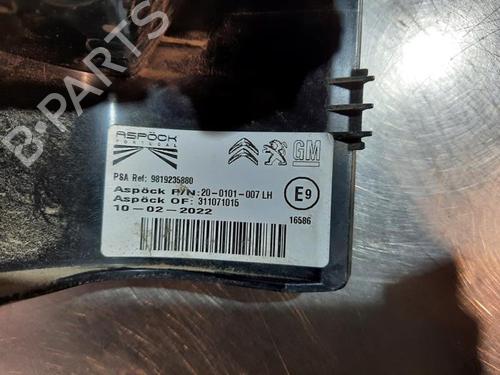 B-PARTS
ASPÖCK
PORTUGAL
GM
PSA Ref: 9819235880
Aspöck P/N: 20-0101-007 LH
Aspöck OF: 311071015
10-02-2022
E9
16586